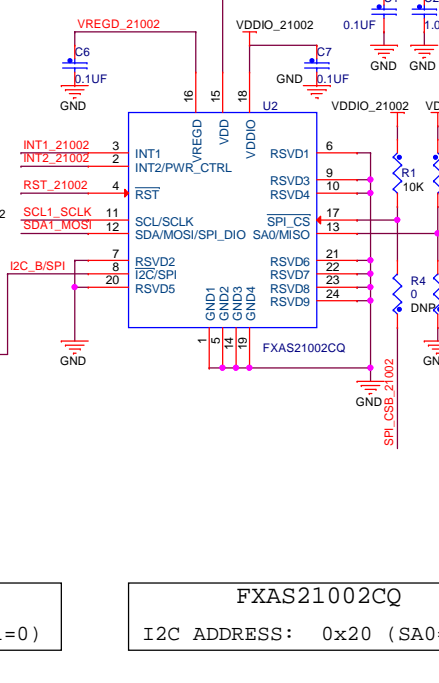 VREGD_21002
VDDIO_21002
0.1UF
C6
0.1UF
GND
C7
GND
0.1UF
GND
GND
16
15
18
U2
VDDIO_21002
VREGD
VDD
VDDIO
INT1_21002
3
INT1
INT2_21002
2
INT2/PWR_CTRL
RST_21002
4
RST
SCL1_SCLK
11
SCL/SCLK
SDA1_MOSI
12
SDA/MOSI/SPI_DIO
7
RSVD2
I2C_B/SPI
8
I2C/SPI
20
RSVD5
RSVD1
6
RSVD3
9
RSVD4
10
SPI_CS
17
SA0/MISO
13
RSVD6
21
RSVD7
22
RSVD8
23
RSVD9
24
R1
10K
R4
0
DNP
GND1
GND2
GND3
GND4
1
5
14
19
FXAS21002CQ
GND
GND
SPI_CSB_21002
=0)
FXAS21002CQ
I2C ADDRESS: 0x20 (SA0=